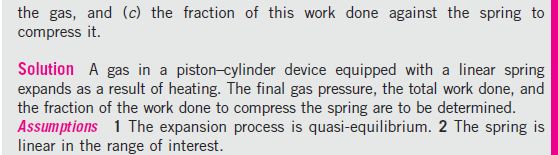 the gas, and (c) the fraction of this work done against the spring to
compress it.
Solution A gas in a piston–cylinder device equipped with a linear spring
expands as a result of heating. The final gas pressure, the total work done, and
the fraction of the work done to compress the spring are to be determined.
Assumptions 1 The expansion process is quasi-equilibrium. 2 The spring is
linear in the range of interest.